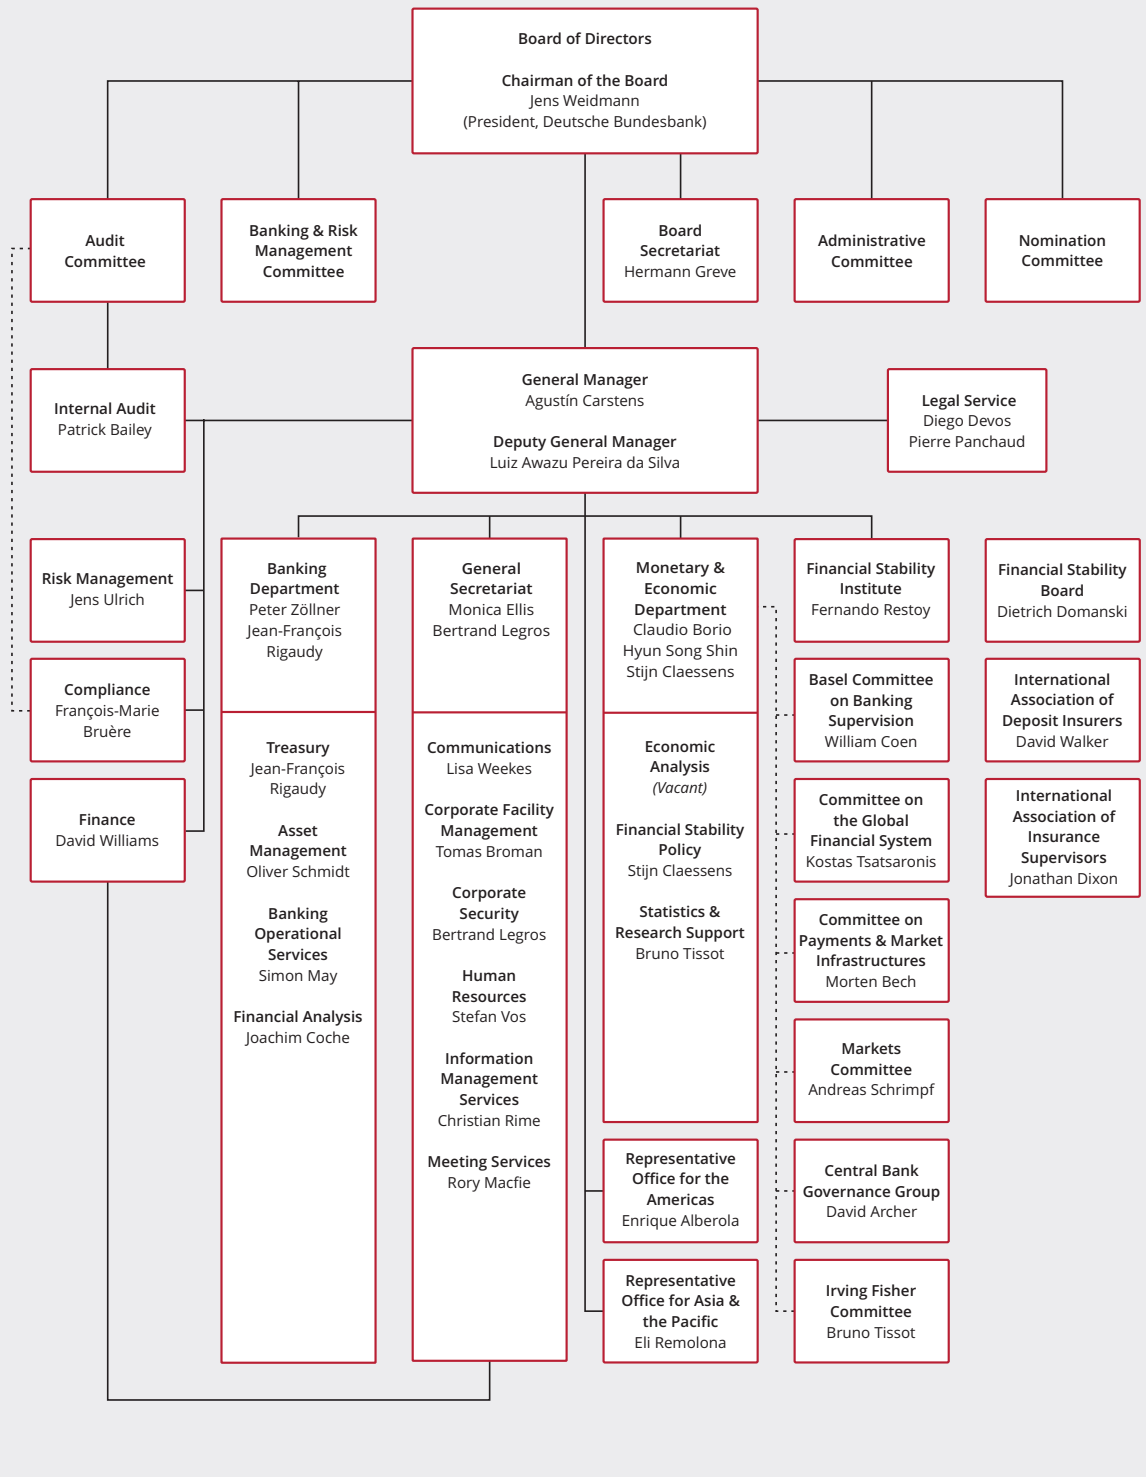 Board of Directors
Chairman of the Board
Jens Weidmann
(President, Deutsche Bundesbank)
Audit
Committee
Banking & Risk
Management
Committee
Board
Secretariat
Hermann Greve
Administrative
Committee
Nomination
Committee
Internal Audit
Patrick Bailey
General Manager
Agustín Carstens
Deputy General Manager
Luiz Awazu Pereira da Silva
Legal Service
Diego Devos
Pierre Panchaud
Risk Management
Jens Ulrich
Compliance
François-Marie
Bruère
Finance
David Williams
Banking
Department
Peter Zöllner
Jean-François
Rigaudy
Treasury
Jean-François
Rigaudy
Asset
Management
Oliver Schmidt
Banking
Operational
Services
Simon May
Financial Analysis
Joachim Coche
General
Secretariat
Monica Ellis
Bertrand Legros
Communications
Lisa Weekes
Corporate Facility
Management
Tomas Broman
Corporate
Security
Bertrand Legros
Human
Resources
Stefan Vos
Information
Management
Services
Christian Rime
Meeting Services
Rory Macfie
Monetary &
Economic
Department
Claudio Borio
Hyun Song Shin
Stijn Claessens
Economic
Analysis
(Vacant)
Financial Stability
Policy
Stijn Claessens
Statistics &
Research Support
Bruno Tissot
Representative
Office for the
Americas
Enrique Alberola
Representative
Office for Asia &
the Pacific
Eli Remolona
Financial Stability
Institute
Fernando Restoy
Basel Committee
on Banking
Supervision
William Coen
Committee on
the Global
Financial System
Kostas Tsatsaronis
Committee on
Payments & Market
Infrastructures
Morten Bech
Markets
Committee
Andreas Schrimpf
Central Bank
Governance Group
David Archer
Irving Fisher
Committee
Bruno Tissot
Financial Stability
Board
Dietrich Domanski
International
Association of
Deposit Insurers
David Walker
International
Association of
Insurance
Supervisors
Jonathan Dixon